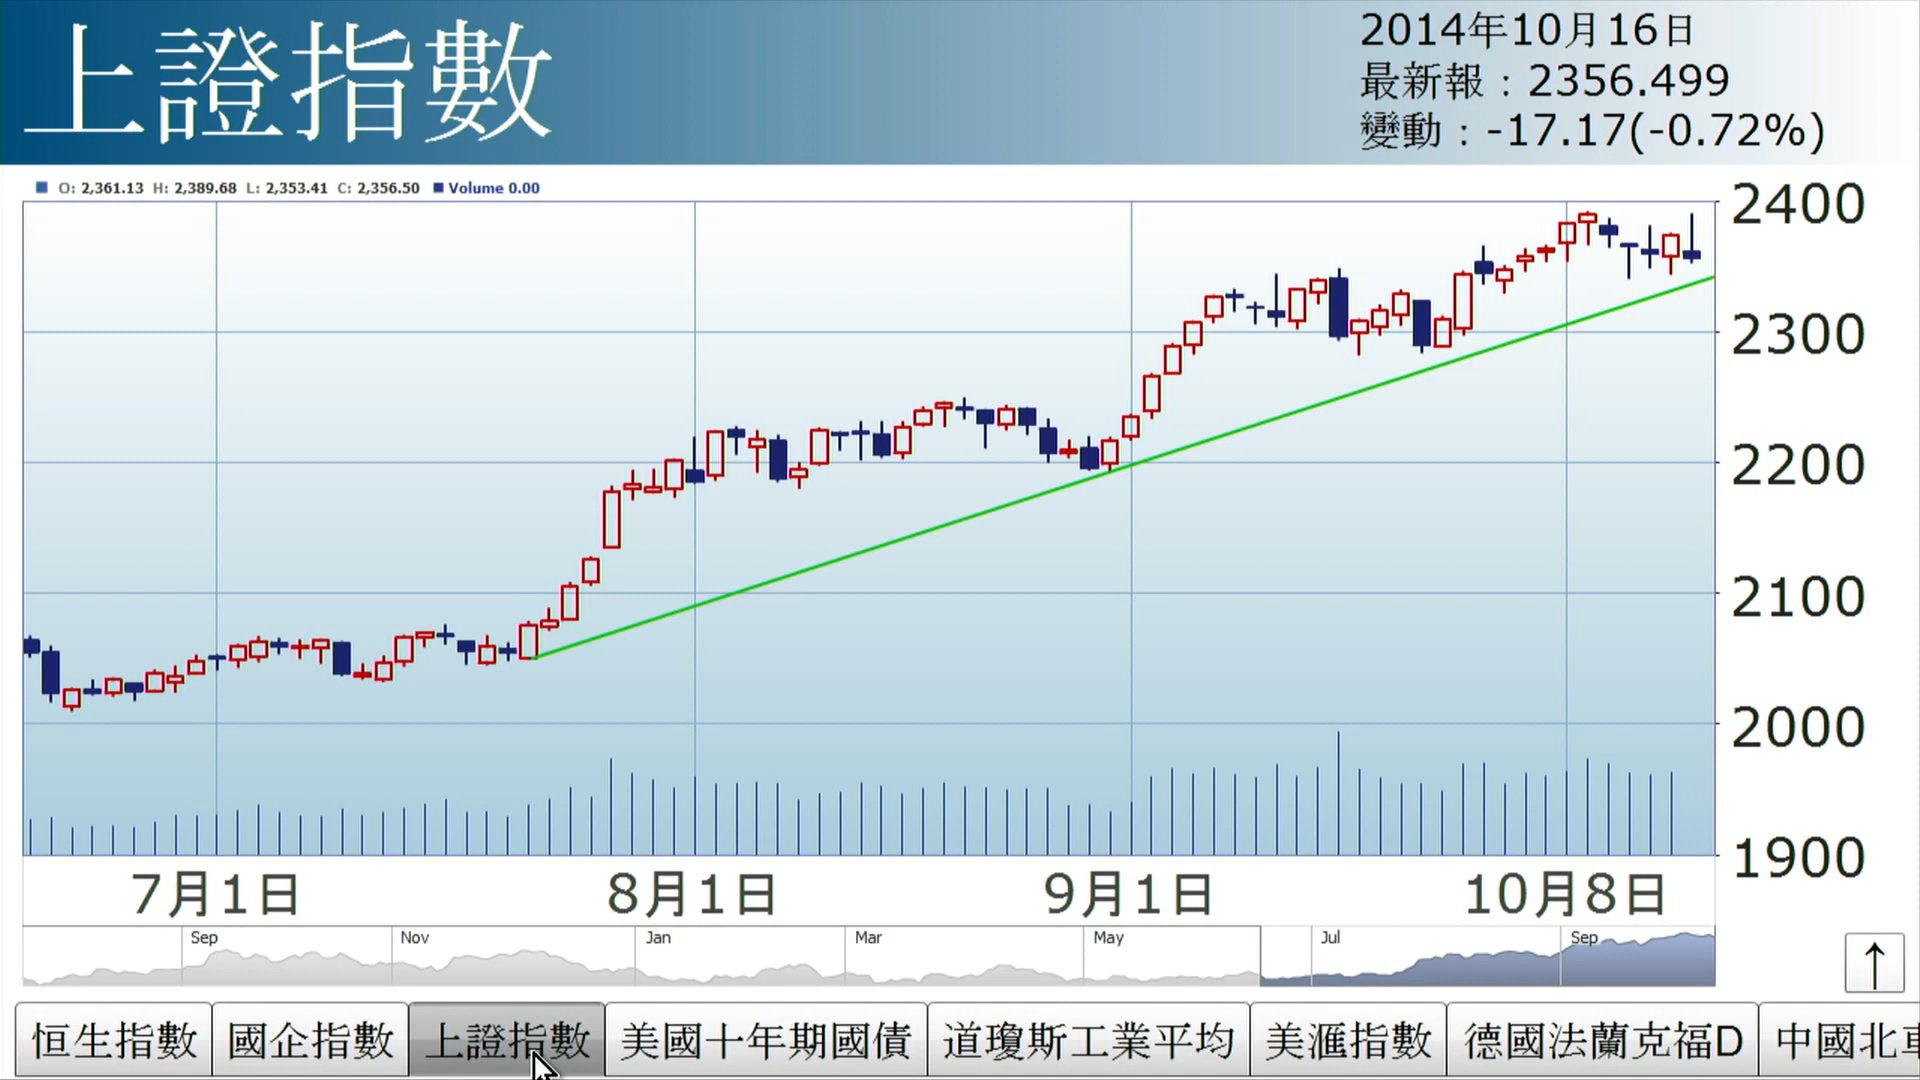 上證指數
2014年10月16日
最新報：2356.499
變動：-17.17(-0.72%)
O: 2,361.13 H: 2,389.68 L: 2,353.41 C: 2,356.50 Volume 0.00
2400
2300
2200
2100
2000
1900
7月1日 8月1日 9月1日 10月8日
Sep Nov Jan Mar May Jul Sep
↑
恒生指數 國企指數 上證指數 美國十年期國債 道瓊斯工業平均 美滙指數 德國法蘭克福D 中國北